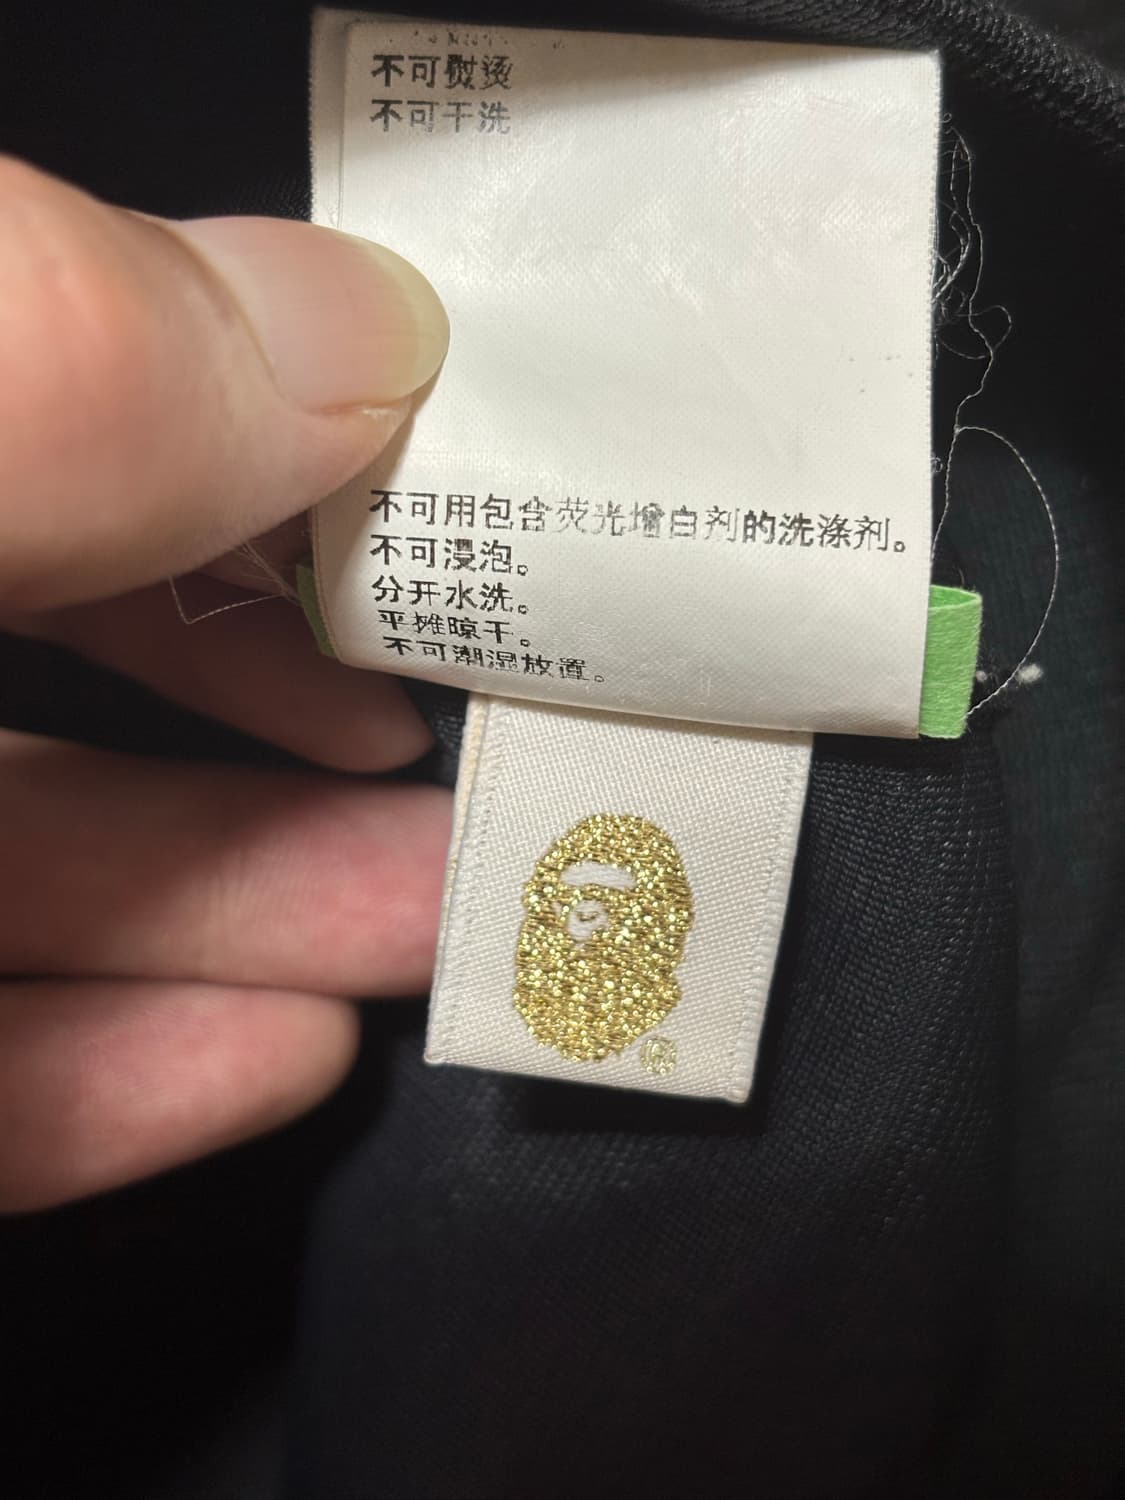 不可熨烫
不可干洗
不可用包含荧光增白剂的洗涤剂。
不可浸泡。
分开水洗。
平摊晾干。
不可潮湿放置。
®